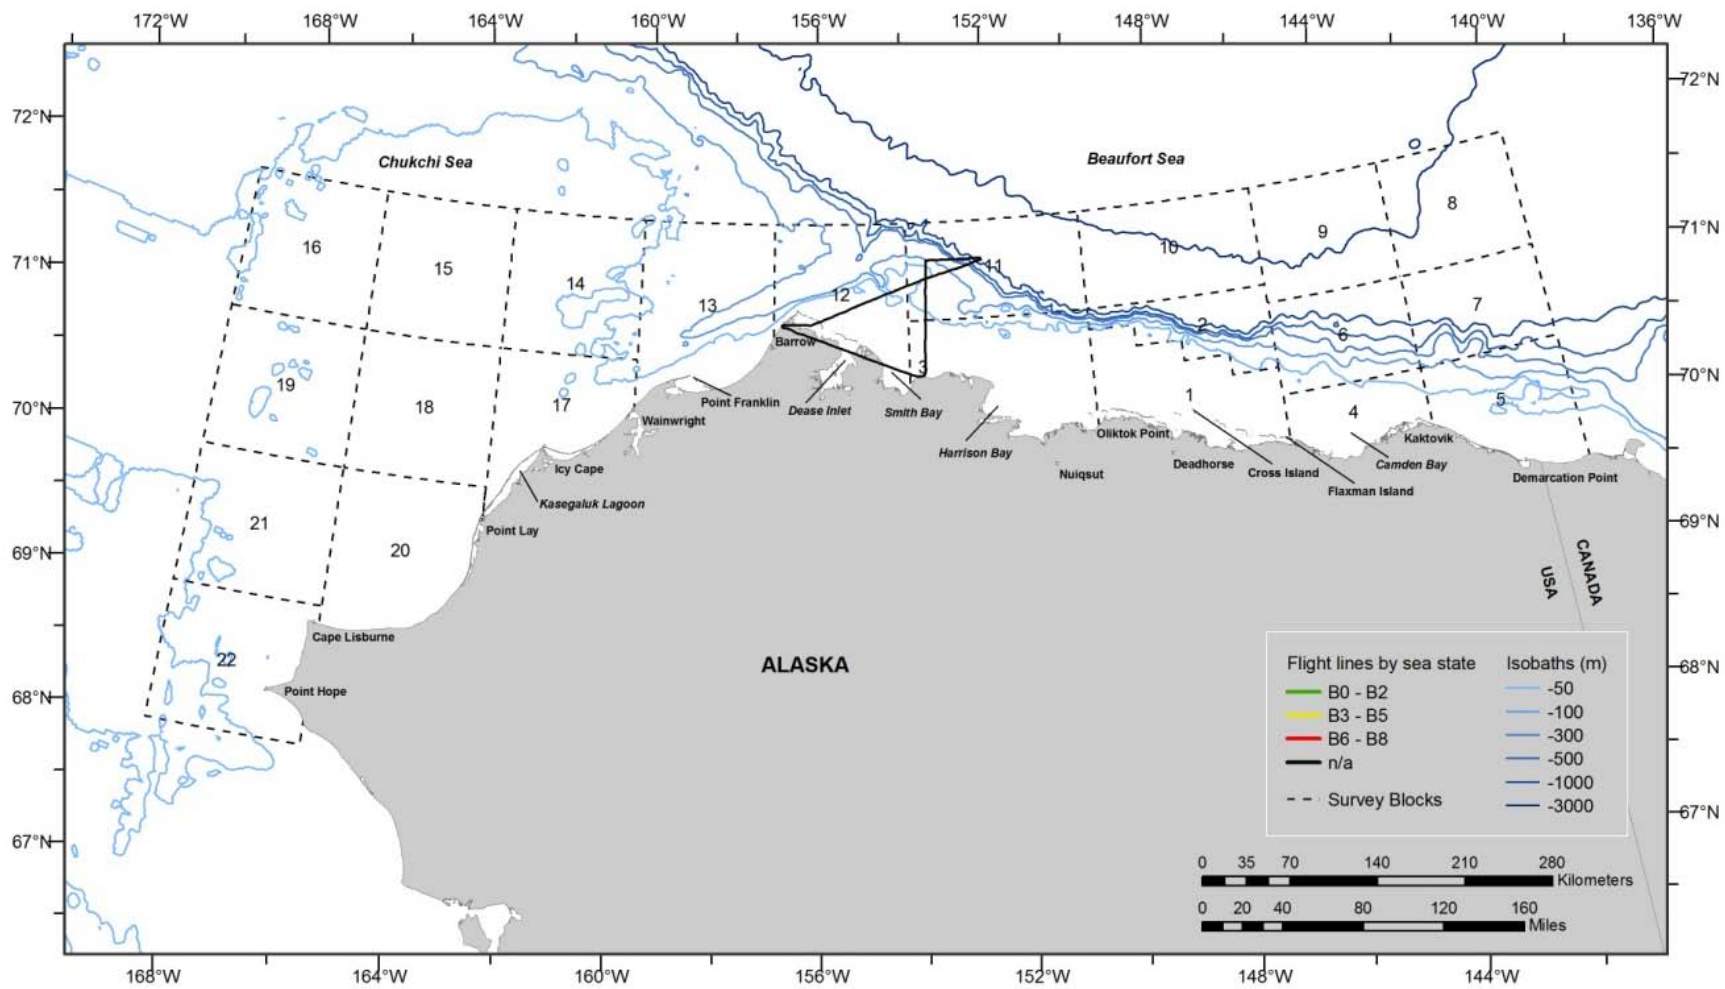 172°W 168°W 164°W 160°W 156°W 152°W 148°W 144°W 140°W 136°W
72°N 72°N
Chukchi Sea Beaufort Sea
8
9
71°N
16 10
71°N 15 11
14 12
13 7
2
6
Barrow
70°N
19 3
Point Franklin 1 5
70°N 18 17 Dease Inlet Smith Bay 4
Wainwright
Oliktok Point Kaktovik
Harrison Bay
Icy Cape Nuiqsut Deadhorse Cross Island Camden Bay
Demarcation Point
Kasegaluk Lagoon Flaxman Island
21 69°N
Point Lay
69°N 20
USA CANADA
Cape Lisburne
22 ALASKA 68°N
68°N Point Hope
Flight lines by sea state
B0 - B2
B3 - B5
B6 - B8
n/a
Survey Blocks
Isobaths (m)
-50
-100
-300
-500
-1000
-3000
67°N
67°N
0 35 70 140 210 280
Kilometers
0 20 40 80 120 160
Miles
168°W 164°W 160°W 156°W 152°W 148°W 144°W